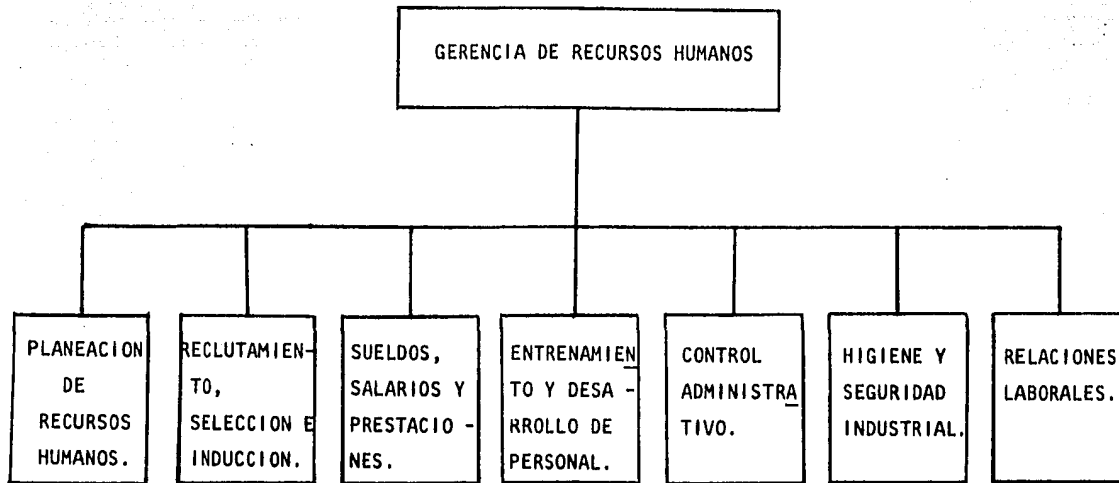 GERENCIA DE RECURSOS HUMANOS
PLANEACION
DE
RECURSOS
HUMANOS.
RECLUTAMIEN-
TO,
SELECCION E
INDUCCION.
SUELDOS,
SALARIOS Y
PRESTACIO -
NES.
ENTRENAMIEN
TO Y DESA -
RROLLO DE
PERSONAL.
CONTROL
ADMINISTRA
TIVO.
HIGIENE Y
SEGURIDAD
INDUSTRIAL.
RELACIONES
LABORALES.